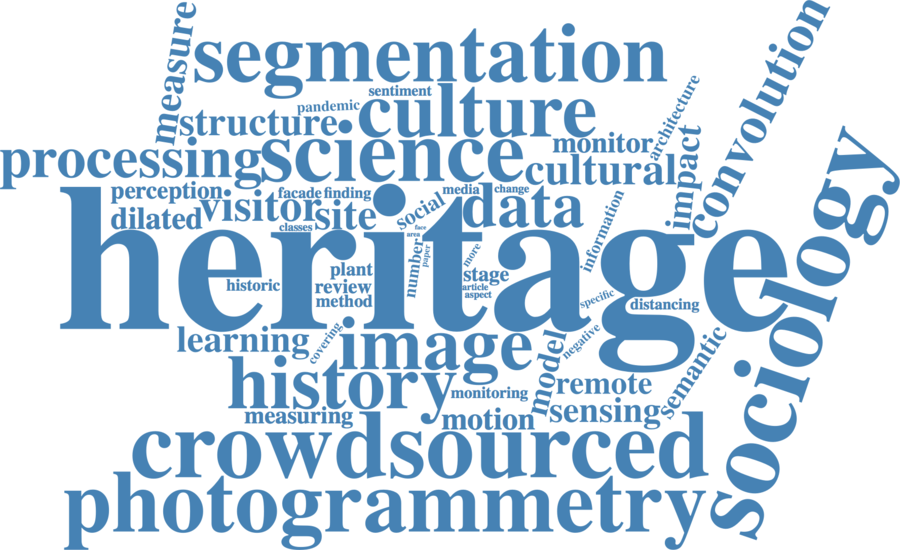 measure
segmentation
sentiment
pandemic
structure
culture
architecture
convolution
processing
science
monitor
cultural
impact
perception
facade
finding
media
change
dilated
visitor
classes
site
social
face
area
data
information
sociology
heritage
number
paper
more
historic
plant
review
method
stage
article
aspect
specific
distancing
learning
covering
image
model
negative
semantic
history
monitoring
remote
sensing
measuring
motion
crowdsourced
photogrammetry